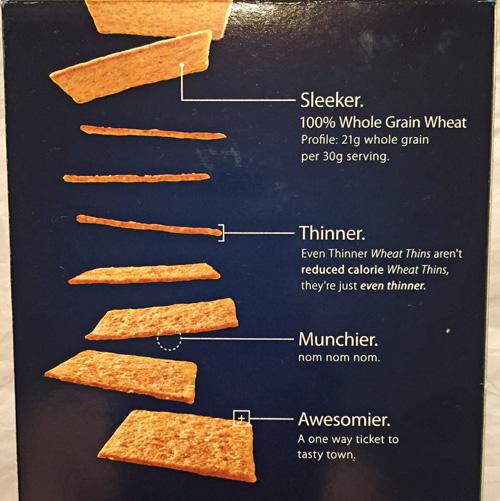 Sleeker.
100% Whole Grain Wheat
Profile: 21g whole grain
per 30g serving.
Thinner.
Even Thinner Wheat Thins aren't
reduced calorie Wheat Thins,
they're just even thinner.
Munchier.
nom nom nom.
Awesomier.
A one way ticket to
tasty town.